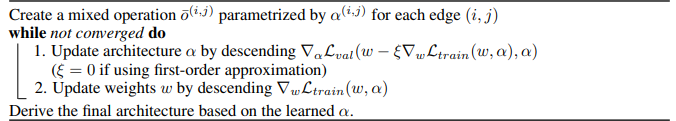 Create a mixed operation ō^(i,j) parametrized by α^(i,j) for each edge (i, j)
while not converged do
1. Update architecture α by descending ∇_α ℒ_val(w − ξ∇_w ℒ_train(w, α), α)
(ξ = 0 if using first-order approximation)
2. Update weights w by descending ∇_w ℒ_train(w, α)
Derive the final architecture based on the learned α.